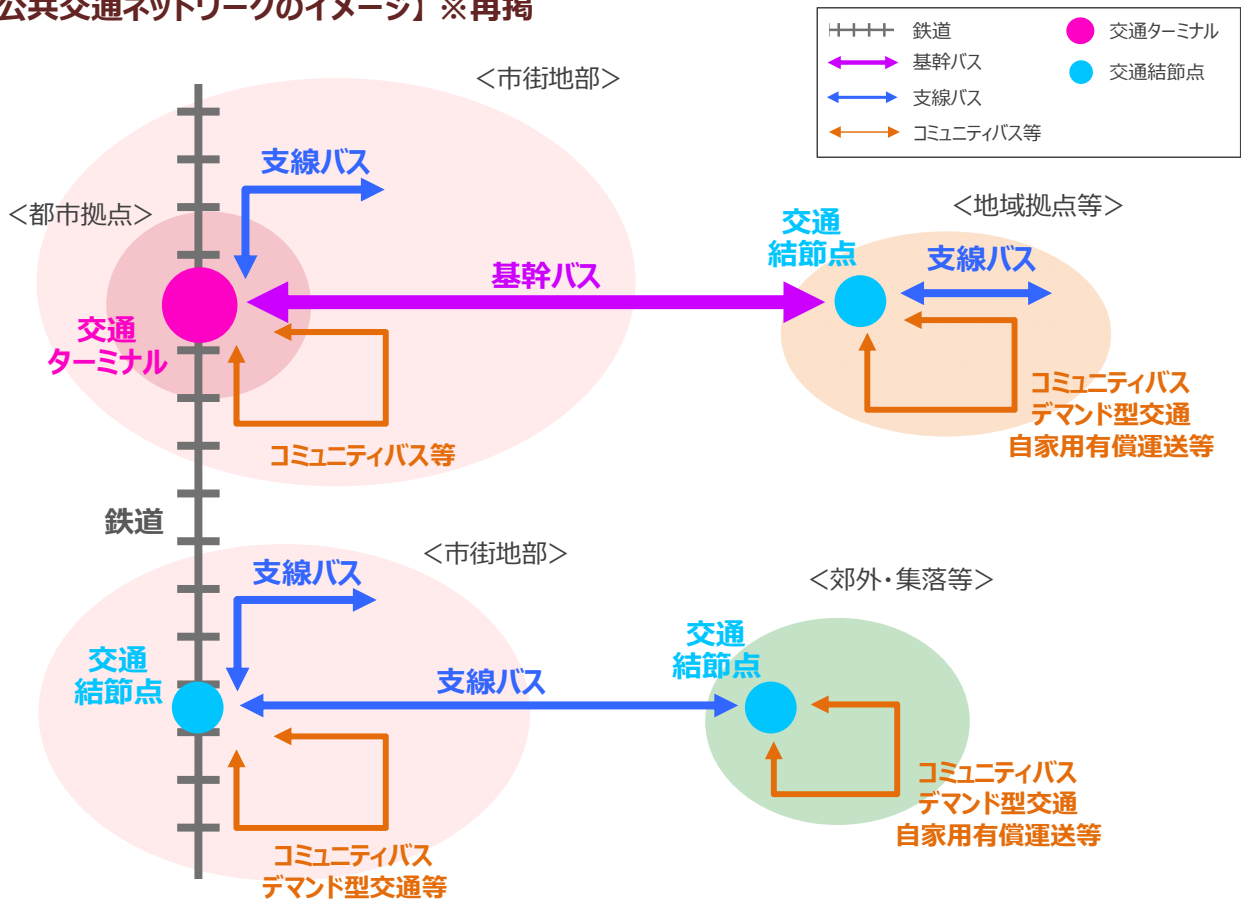 公共交通ネットワークのイメージ】 ※再掲
鉄道
基幹バス
支線バス
コミュニティバス等
交通ターミナル
交通結節点
＜市街地部＞
支線バス
＜都市拠点＞
基幹バス
交通
ターミナル
コミュニティバス等
＜地域拠点等＞
交通
結節点
支線バス
コミュニティバス
デマンド型交通
自家用有償運送等
鉄道
＜市街地部＞
支線バス
交通
結節点
支線バス
コミュニティバス
デマンド型交通等
＜郊外・集落等＞
交通
結節点
コミュニティバス
デマンド型交通
自家用有償運送等